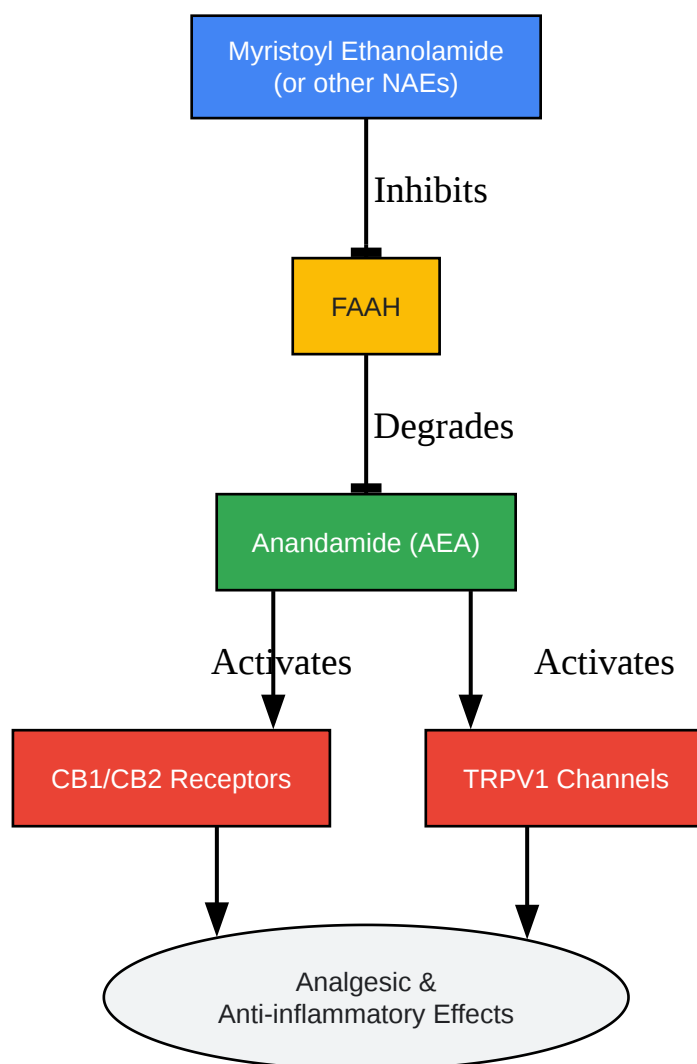 Myristoyl Ethanolamide
(or other NAEs)
Inhibits
FAAH
Degrades
Anandamide (AEA)
Activates
Activates
CB1/CB2 Receptors
TRPV1 Channels
Analgesic &
Anti-inflammatory Effects